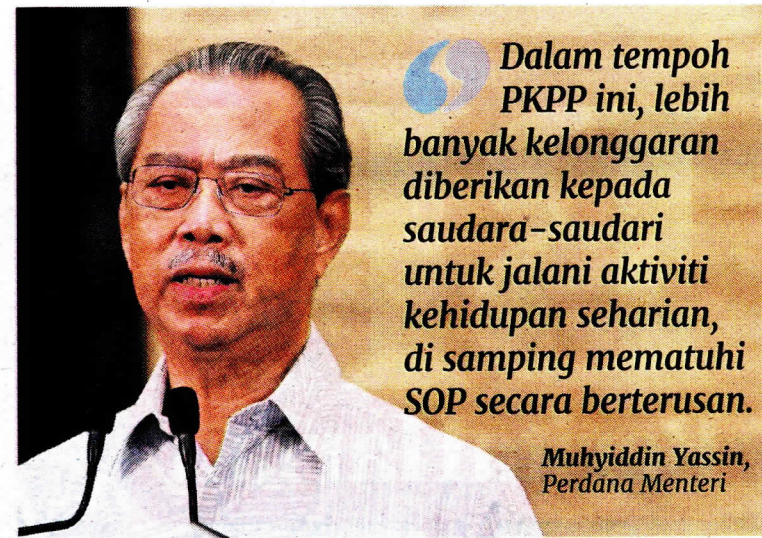 Dalam tempoh
PKPP ini, lebih
banyak kelonggaran
diberikan kepada
saudara-saudari
untuk jalani aktiviti
kehidupan seharian,
di samping mematuhi
SOP secara berterusan.
Muhyiddin Yassin,
Perdana Menteri